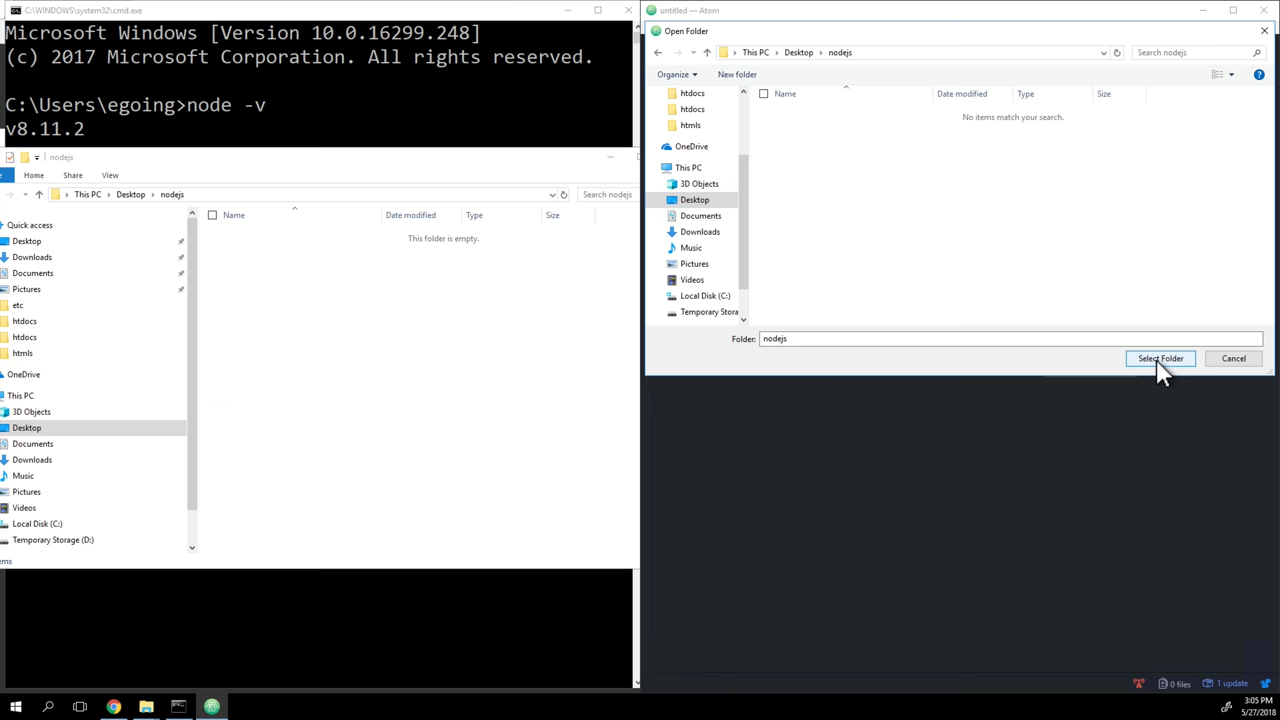 C:\WINDOWS\system32\cmd.exe
Microsoft Windows [Version 10.0.16299.248]
(c) 2017 Microsoft Corporation. All rights reserved.
C:\Users\egoing>node -v
v8.11.2
nodejs
Home Share View
This PC Desktop nodejs
Search nodejs
Name Date modified Type Size
This folder is empty.
Quick access
Desktop
Downloads
Documents
Pictures
etc
htdocs
htdocs
htmls
OneDrive
This PC
3D Objects
Desktop
Documents
Downloads
Music
Pictures
Videos
Local Disk (C:)
Temporary Storage (D:)
ems
untitled — Atom
Open Folder
This PC Desktop nodejs
Search nodejs
Organize New folder
htdocs
htdocs
htmls
OneDrive
This PC
3D Objects
Desktop
Documents
Downloads
Music
Pictures
Videos
Local Disk (C:)
Temporary Stora
Name Date modified Type Size
No items match your search.
Folder: nodejs
Select Folder Cancel
0 files 1 update
3:05 PM
5/27/2018